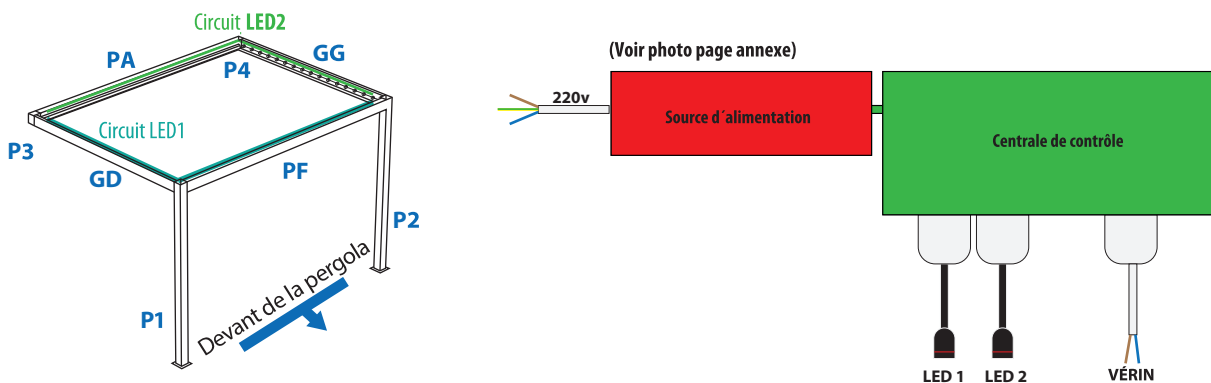 Circuit LED2
PA
GG
P4
Circuit LED1
P3
GD
PF
P2
Devant de la pergola
P1
(Voir photo page annexe)
220v
Source d´alimentation
Centrale de contrôle
LED 1
LED 2
VÉRIN